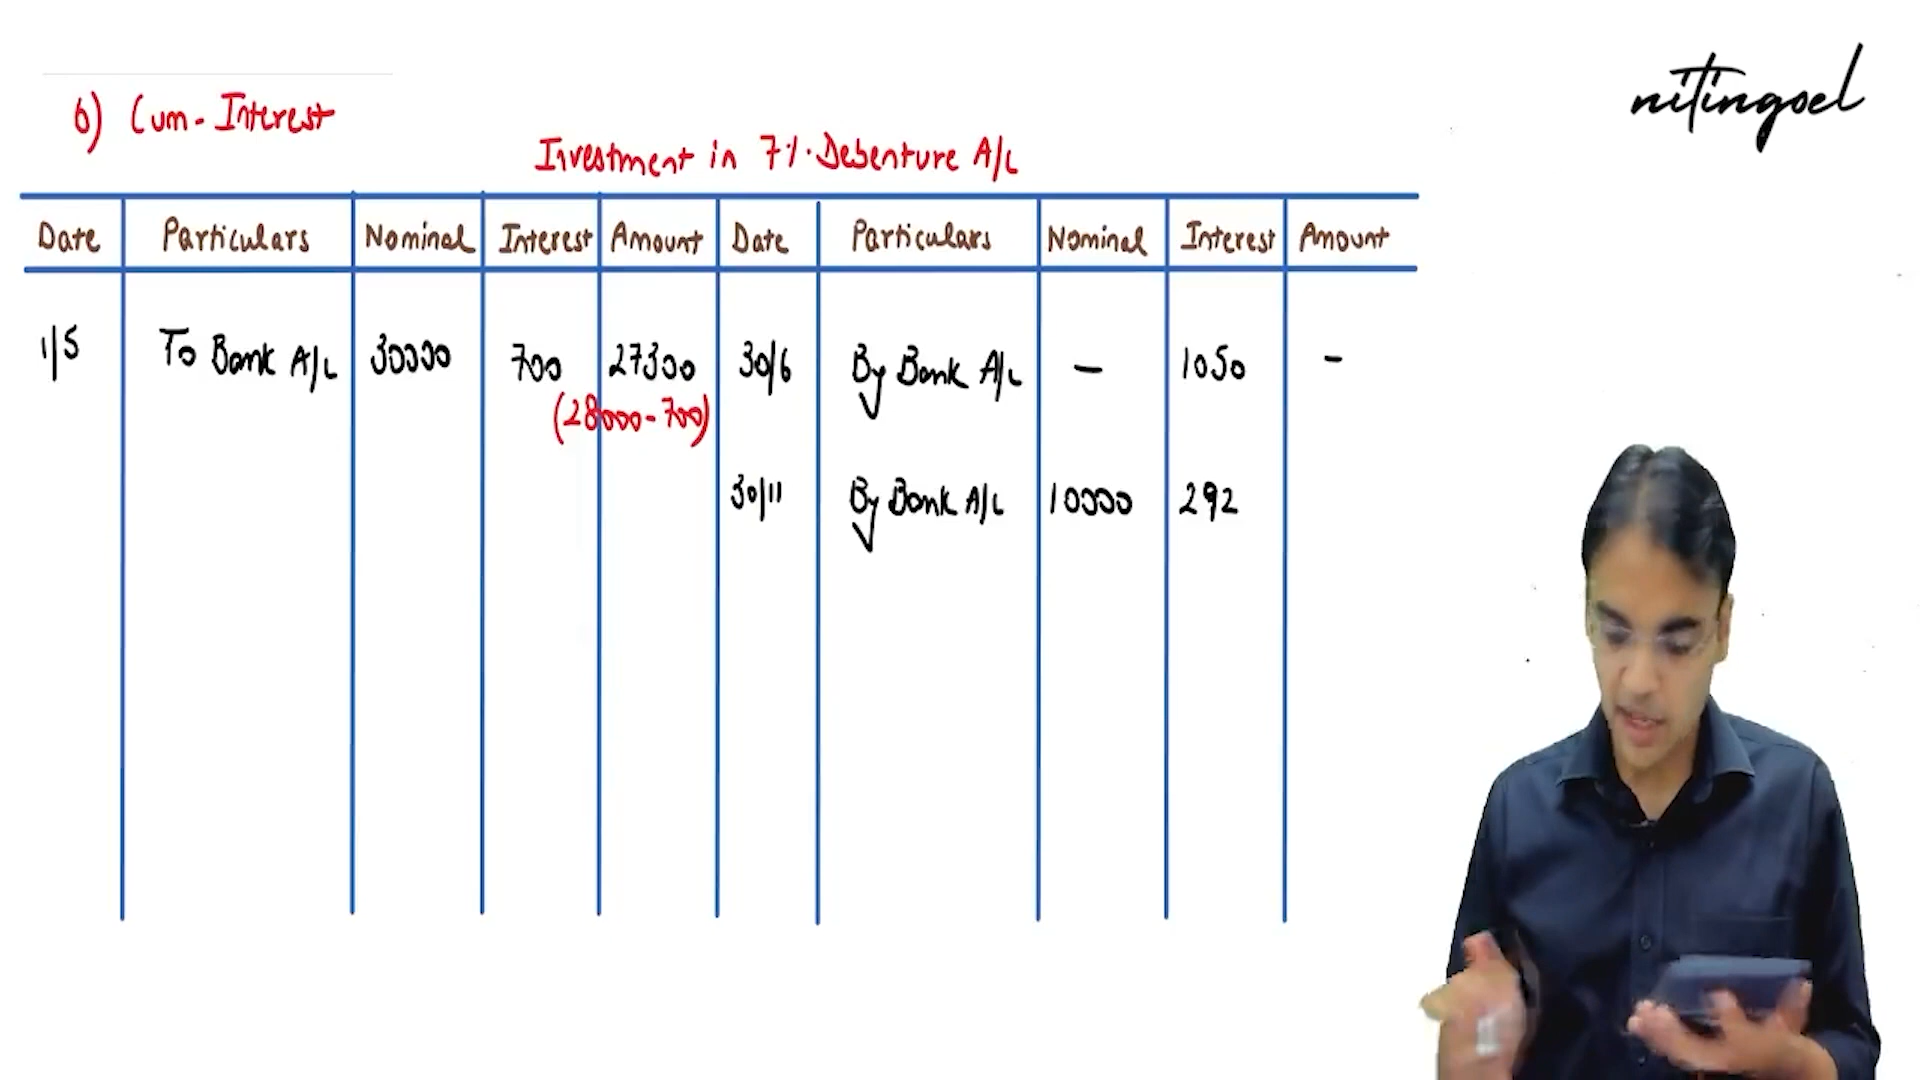 nitingoel
b) Cum-Interest
Investment in 7% Debenture A/c
Date Particulars Nominal Interest Amount Date Particulars Nominal Interest Amount
1/5 To Bank A/c 30000 700 27300 30/6 By Bank A/c — 1050 -
(28000-700)
30/11 By Bank A/c 10000 292